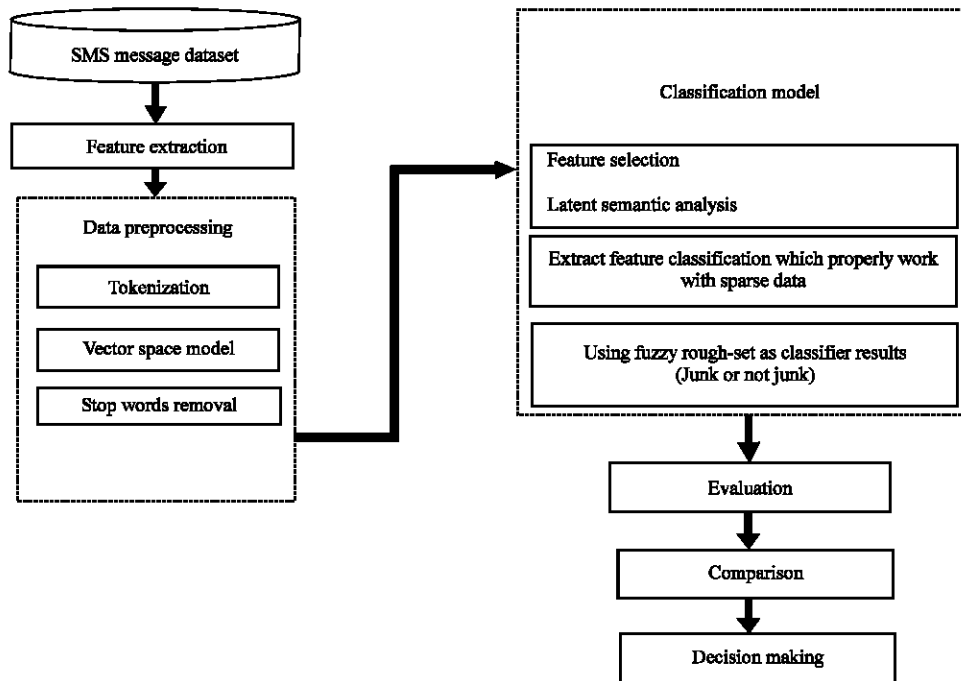 SMS message dataset
Feature extraction
Data preprocessing
Tokenization
Vector space model
Stop words removal
Classification model
Feature selection
Latent semantic analysis
Extract feature classification which properly work
with sparse data
Using fuzzy rough-set as classifier results
(Junk or not junk)
Evaluation
Comparison
Decision making